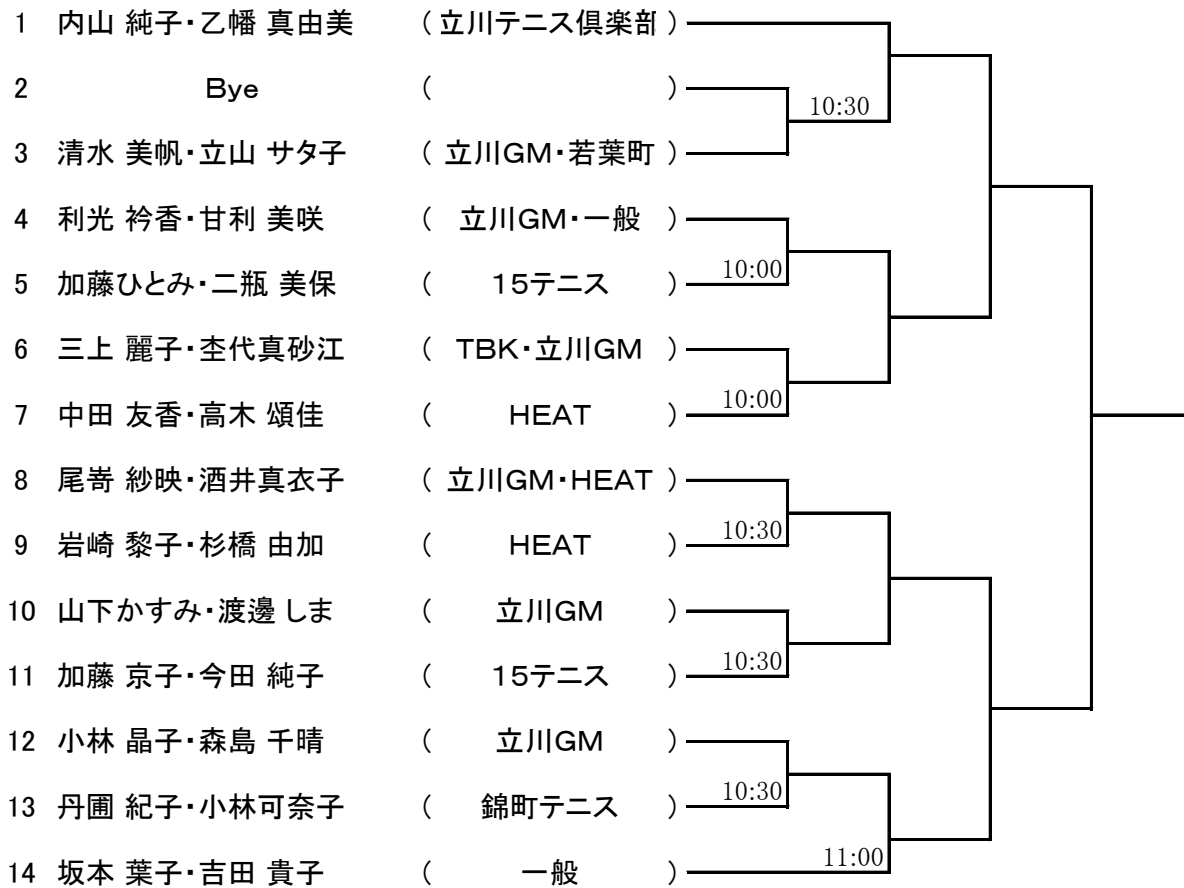 1 内山 純子・乙幡 真由美 ( 立川テニス倶楽部 )
2 Bye ( ) 10:30
3 清水 美帆・立山 サタ子 ( 立川GM・若葉町 )
4 利光 衿香・甘利 美咲 ( 立川GM・一般 )
5 加藤ひとみ・二瓶 美保 ( 15テニス ) 10:00
6 三上 麗子・杢代真砂江 ( TBK・立川GM )
7 中田 友香・高木 頌佳 ( HEAT ) 10:00
8 尾嵜 紗映・酒井真衣子 ( 立川GM・HEAT )
9 岩崎 黎子・杉橋 由加 ( HEAT ) 10:30
10 山下かすみ・渡邊 しま ( 立川GM )
11 加藤 京子・今田 純子 ( 15テニス ) 10:30
12 小林 晶子・森島 千晴 ( 立川GM )
13 丹圃 紀子・小林可奈子 ( 錦町テニス ) 10:30
14 坂本 葉子・吉田 貴子 ( 一般 ) 11:00